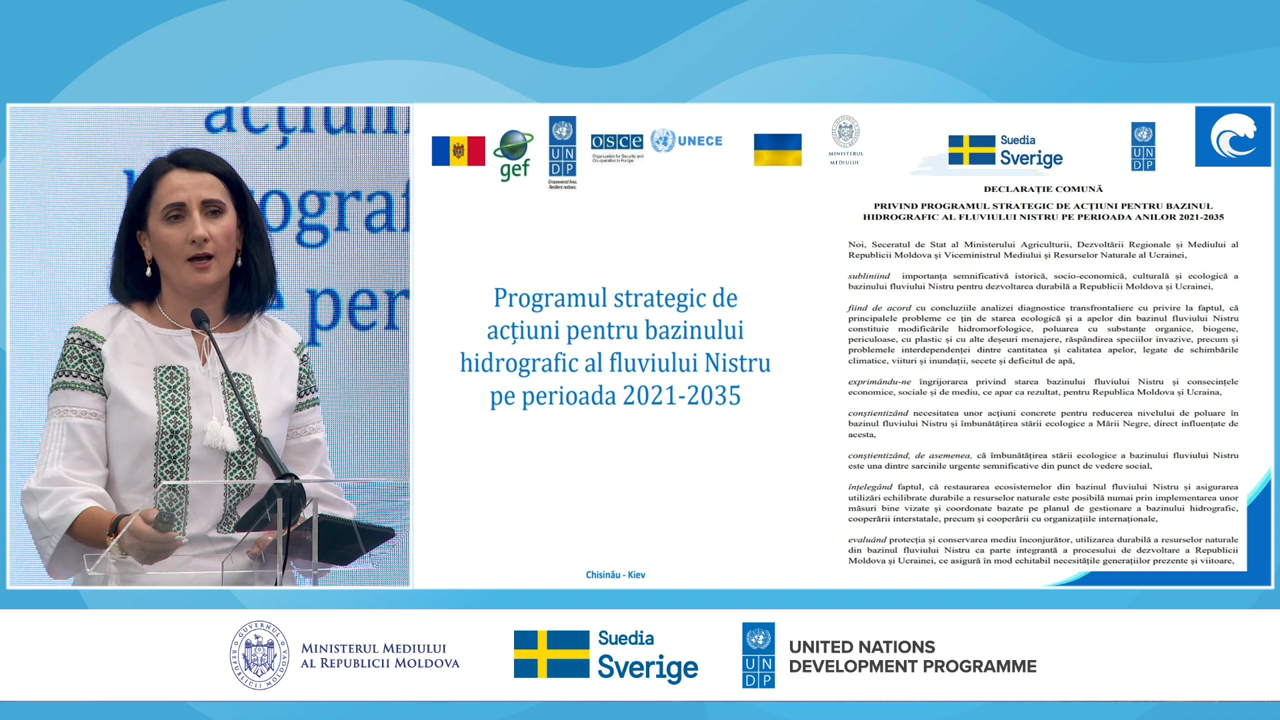 acțiuni
gef
U N
D P
Empowered lives.
Resilient nations.
OSCE
Organization for Security and
Co-operation in Europe
UNECE
MINISTERUL
MEDIULUI
Suedia
Sverige
U N
D P
DECLARAȚIE COMUNĂ
PRIVIND PROGRAMUL STRATEGIC DE ACȚIUNI PENTRU BAZINUL
HIDROGRAFIC AL FLUVIULUI NISTRU PE PERIOADA ANILOR 2021-2035
Noi, Seceratul de Stat al Ministerului Agriculturii, Dezvoltării Regionale și Mediului al
Republicii Moldova și Viceministrul Mediului și Resurselor Naturale al Ucrainei,
subliniind importanța semnificativă istorică, socio-economică, culturală și ecologică a
bazinului fluviului Nistru pentru dezvoltarea durabilă a Republicii Moldova și Ucrainei,
fiind de acord cu concluziile analizei diagnostice transfrontaliere cu privire la faptul, că
principalele probleme ce țin de starea ecologică și a apelor din bazinul fluviului Nistru
constituie modificările hidromorfologice, poluarea cu substanțe organice, biogene,
periculoase, cu plastic și cu alte deșeuri menajere, răspândirea speciilor invazive, precum și
problemele interdependenței dintre cantitatea și calitatea apelor, legate de schimbările
climatice, viituri și inundații, secete și deficitul de apă,
exprimându-ne îngrijorarea privind starea bazinului fluviului Nistru și consecințele
economice, sociale și de mediu, ce apar ca rezultat, pentru Republica Moldova și Ucraina,
conștientizând necesitatea unor acțiuni concrete pentru reducerea nivelului de poluare în
bazinul fluviului Nistru și îmbunătățirea stării ecologice a Mării Negre, direct influențate de
acesta,
conștientizând, de asemenea, că îmbunătățirea stării ecologice a bazinului fluviului Nistru
este una dintre sarcinile urgente semnificative din punct de vedere social,
înțelegând faptul, că restaurarea ecosistemelor din bazinul fluviului Nistru și asigurarea
utilizări echilibrate durabile a resurselor naturale este posibilă numai prin implementarea unor
măsuri bine vizate și coordonate bazate pe planul de gestionare a bazinului hidrografic,
cooperării interstatale, precum și cooperării cu organizațiile internaționale,
evaluând protecția și conservarea mediu înconjurător, utilizarea durabilă a resurselor naturale
din bazinul fluviului Nistru ca parte integrantă a procesului de dezvoltare a Republicii
Moldova și Ucrainei, ce asigură în mod echitabil necesitățile generațiilor prezente și viitoare,
Programul strategic de
acțiuni pentru bazinului
hidrografic al fluviului Nistru
pe perioada 2021-2035
Chisinău - Kiev
MINISTERUL MEDIULUI
AL REPUBLICII MOLDOVA
Suedia
Sverige
U N
D P
UNITED NATIONS
DEVELOPMENT PROGRAMME